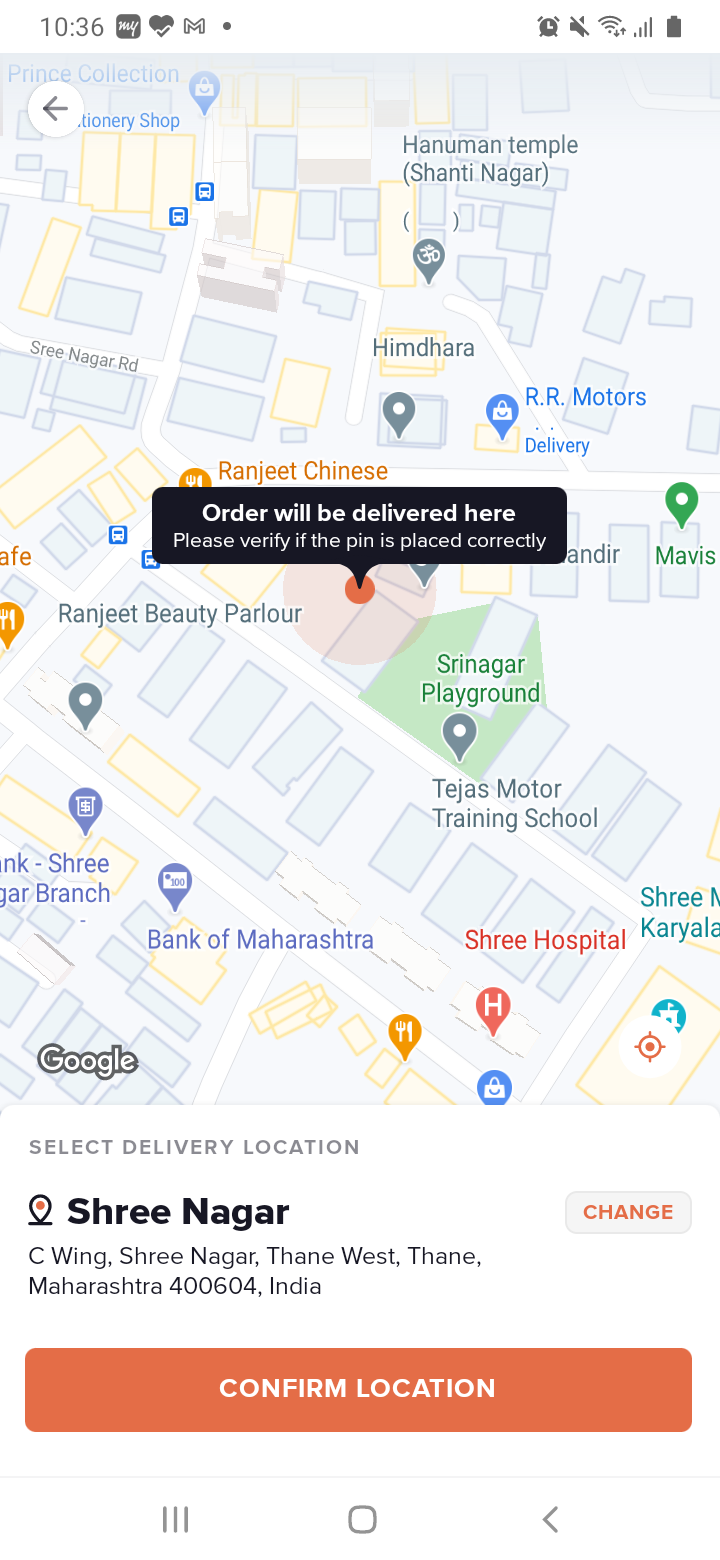 10:36
my
Prince Collection
tionery Shop
Hanuman temple
(Shanti Nagar)
( )
ॐ
Sree Nagar Rd
Himdhara
R.R. Motors
. .
Delivery
Ranjeet Chinese
Order will be delivered here
Please verify if the pin is placed correctly
afe
andir
Mavis
Ranjeet Beauty Parlour
Srinagar
Playground
Tejas Motor
Training School
ank - Shree
gar Branch
-
100
Bank of Maharashtra
Shree Hospital
Shree M
Karyala
H
Google
SELECT DELIVERY LOCATION
Shree Nagar
CHANGE
C Wing, Shree Nagar, Thane West, Thane,
Maharashtra 400604, India
CONFIRM LOCATION